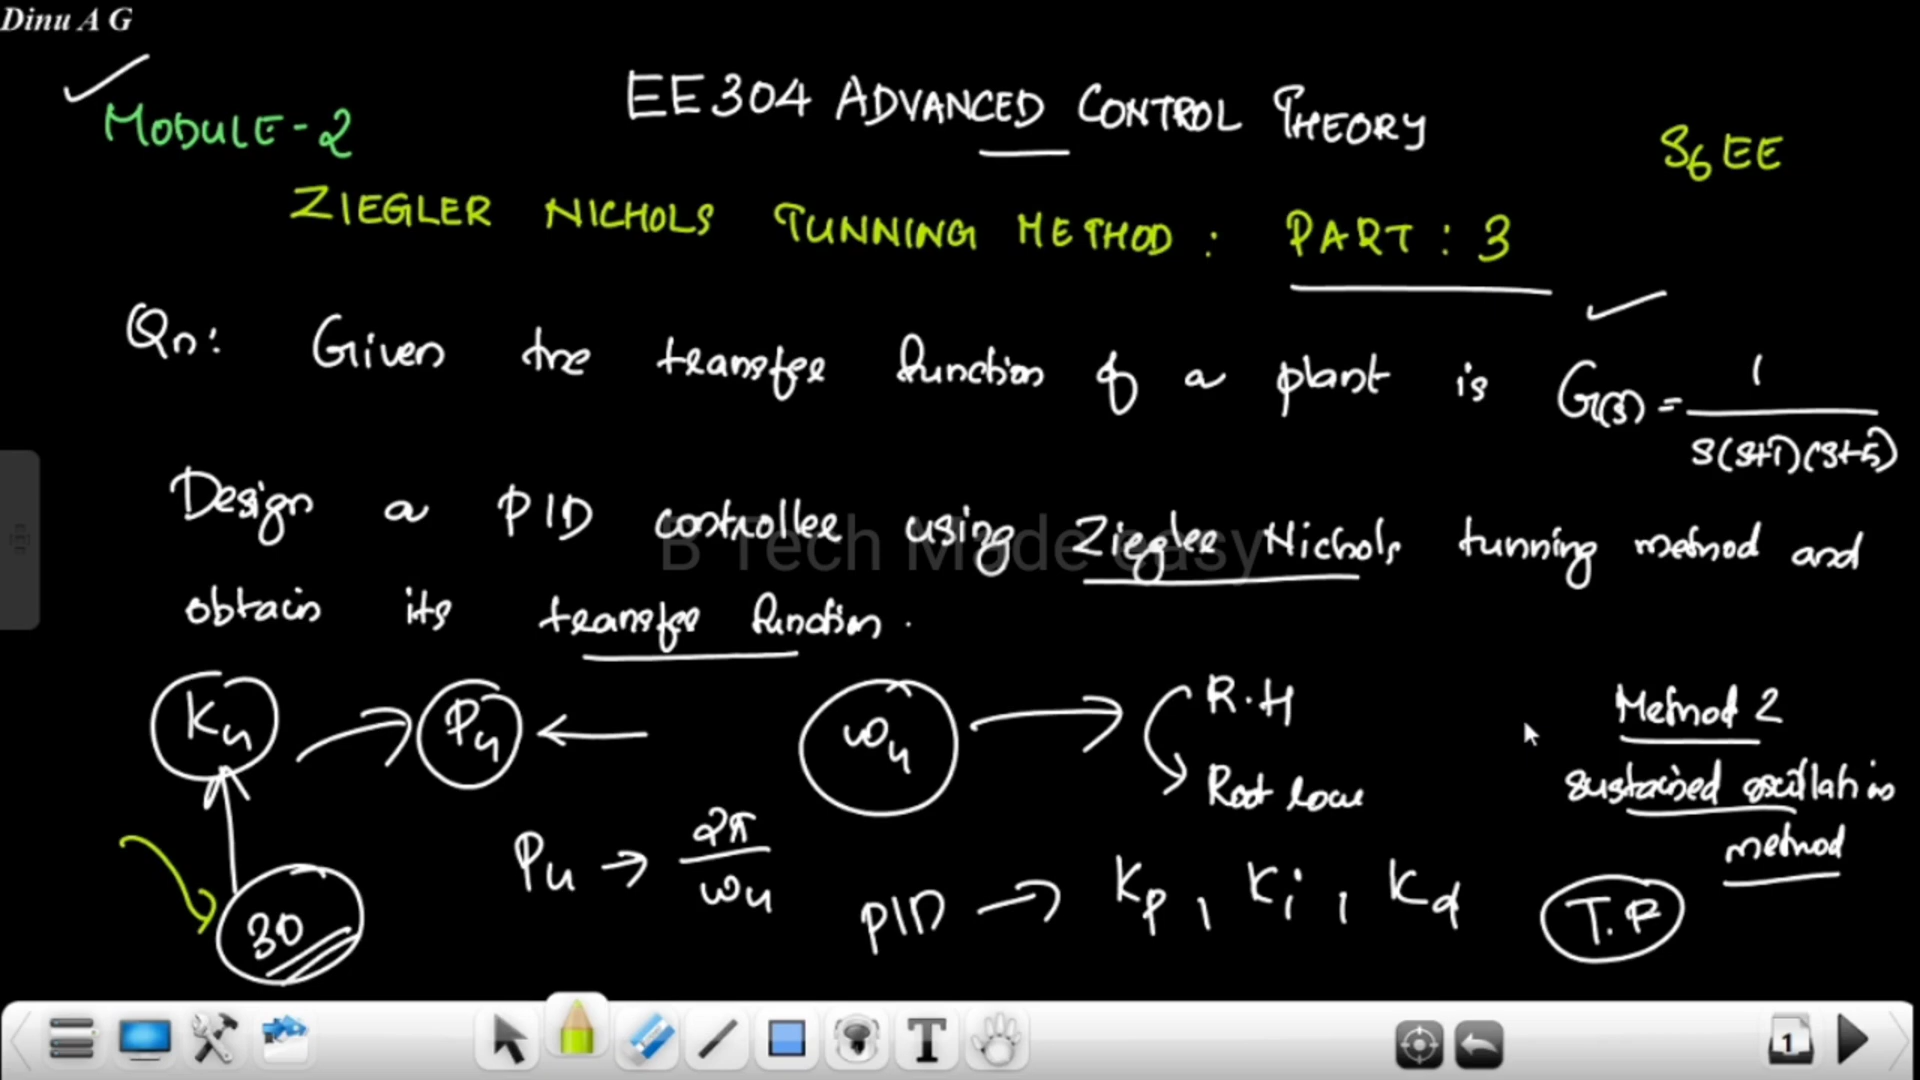 Dinu A G
EE304 ADVANCED CONTROL THEORY
MODULE-2
S6 EE
ZIEGLER NICHOLS TUNNING METHOD : PART : 3
Qn: Given the transfer function of a plant is G(s) = 1 / s(s+1)(s+5)
Design a PID controller using Ziegler Nichols tunning method and
B Tech Made easy
obtain its transfer function.
Ku → Pu ← ωu → R.H
Root locus
Method 2
sustained oscillation
method
30
Pu → 2π / ωu
PID → Kp, Ki, Kd
T.F
1